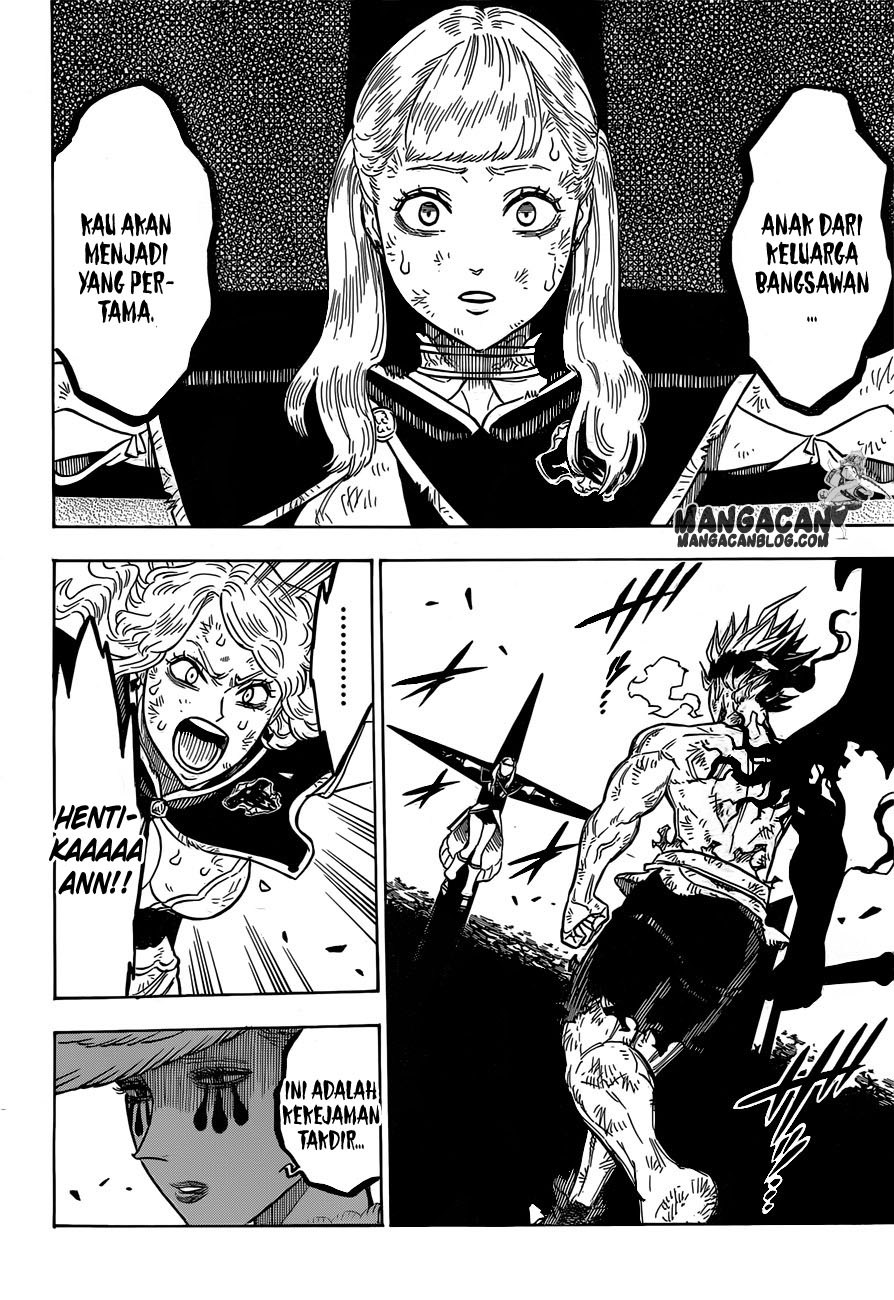 ANAK DARI
KELUARGA
BANGSAWAN
...
KAU AKAN
MENJADI
YANG PER-
TAMA.
MANGACAN
MANGACANBLOG.COM
.........
HENTI-
KAAAAA
ANN!!
INI ADALAH
KEKEJAMAN
TAKDIR...